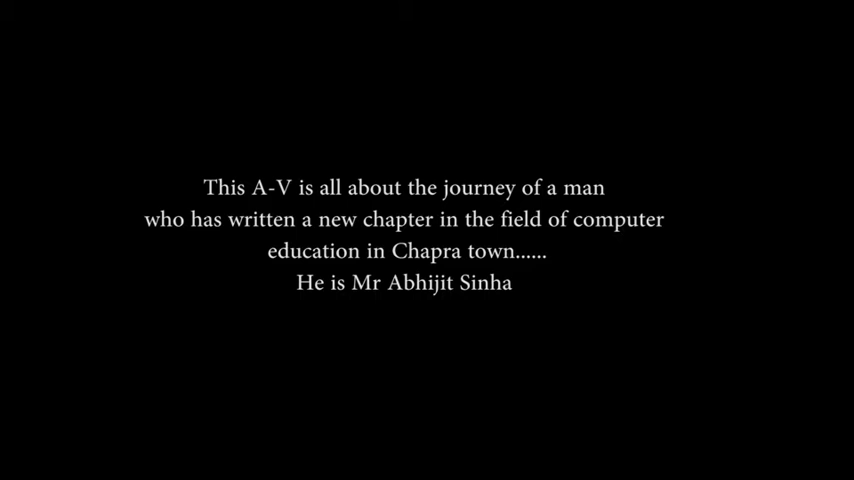 This A-V is all about the journey of a man
who has written a new chapter in the field of computer
education in Chapra town......
He is Mr Abhijit Sinha